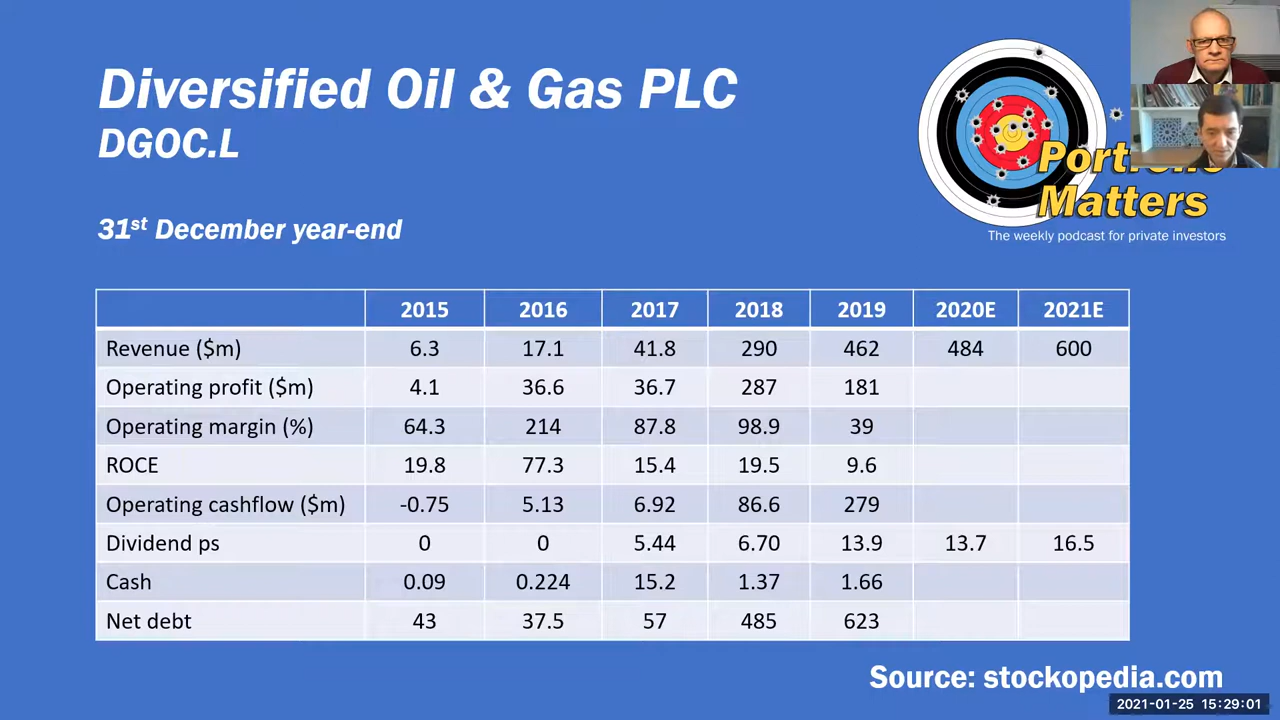 Diversified Oil & Gas PLC
DGOC.L
31st December year-end
Matters
The weekly podcast for private investors
2015 2016 2017 2018 2019 2020E 2021E
Revenue ($m) 6.3 17.1 41.8 290 462 484 600
Operating profit ($m) 4.1 36.6 36.7 287 181
Operating margin (%) 64.3 214 87.8 98.9 39
ROCE 19.8 77.3 15.4 19.5 9.6
Operating cashflow ($m) -0.75 5.13 6.92 86.6 279
Dividend ps 0 0 5.44 6.70 13.9 13.7 16.5
Cash 0.09 0.224 15.2 1.37 1.66
Net debt 43 37.5 57 485 623
Source: stockopedia.com
2021-01-25 15:29:01